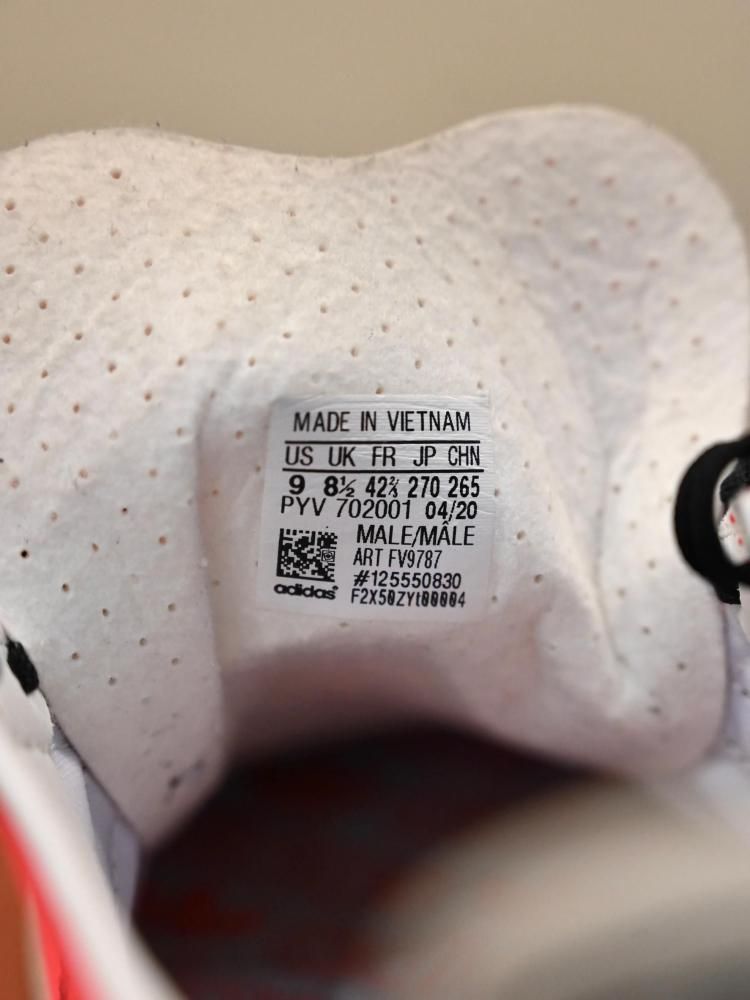 MADE IN VIETNAM
US UK FR JP CHN
9 8½ 42⅔ 270 265
PYV 702001 04/20
MALE/MÂLE
ART FV9787
#125550830
adidas
F2X50ZYt00004